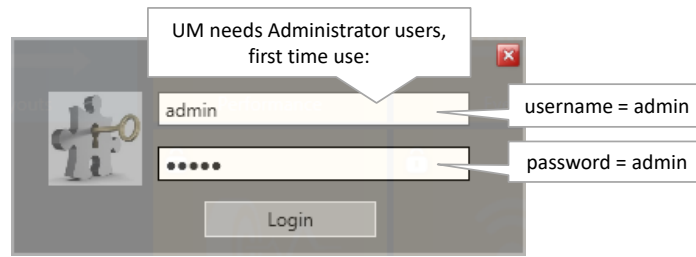 UM needs Administrator users,
first time use:
admin
username = admin
●●●●●
password = admin
Login